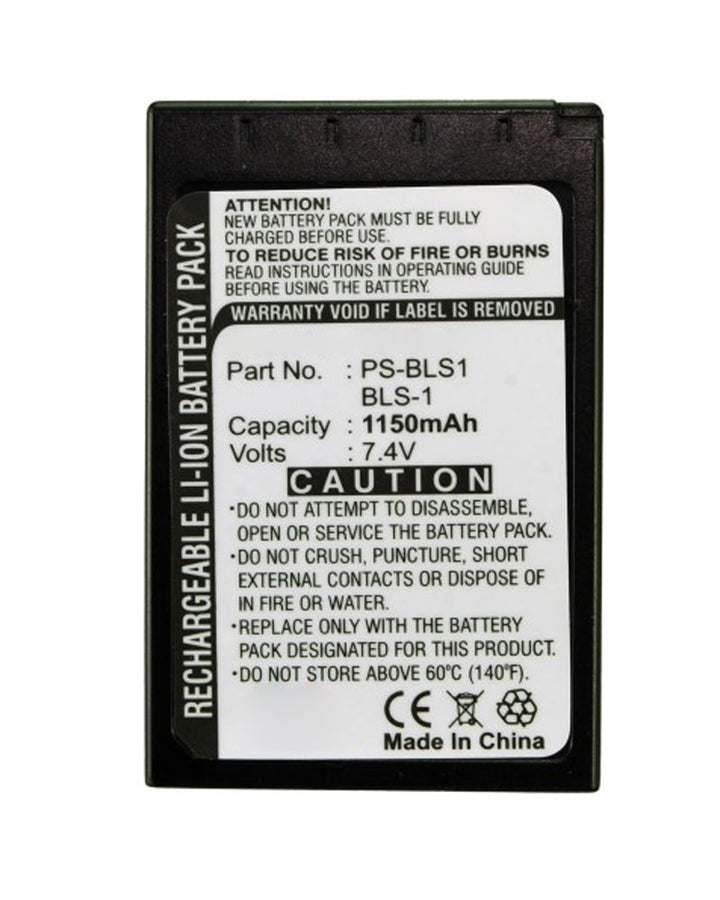 RECHARGEABLE LI-ION BATTERY PACK
ATTENTION!
NEW BATTERY PACK MUST BE FULLY
CHARGED BEFORE USE.
TO REDUCE RISK OF FIRE OR BURNS
READ INSTRUCTIONS IN OPERATING GUIDE
BEFORE USING THE BATTERY.
WARRANTY VOID IF LABEL IS REMOVED
Part No. : PS-BLS1
BLS-1
Capacity : 1150mAh
Volts : 7.4V
CAUTION
•DO NOT ATTEMPT TO DISASSEMBLE,
OPEN OR SERVICE THE BATTERY PACK.
•DO NOT CRUSH, PUNCTURE, SHORT
EXTERNAL CONTACTS OR DISPOSE OF
IN FIRE OR WATER.
•REPLACE ONLY WITH THE BATTERY
PACK DESIGNATED FOR THIS PRODUCT.
•DO NOT STORE ABOVE 60°C (140°F).
CE
Made In China